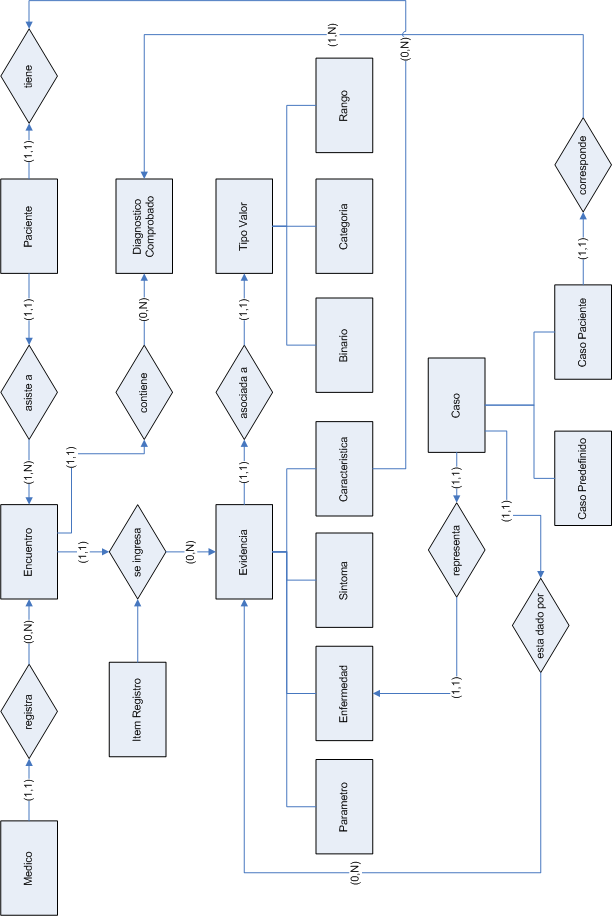 Medico
(1,1)
registra
(0,N)
Encuentro
(1,N)
asiste a
(1,1)
Paciente
(1,1)
tiene
(1,1)
(1,1)
Item Registro
se ingresa
contiene
(0,N)
Diagnostico
Comprobado
(0,N)
Evidencia
(1,1)
asociada a
(1,1)
Tipo Valor
(1,N)
(0,N)
Parametro
Enfermedad
Sintoma
Caracteristica
Binario
Categoria
Rango
(0,N)
(1,1)
representa
(1,1)
Caso
(1,1)
esta dado por
Caso Predefinido
Caso Paciente
(1,1)
corresponde